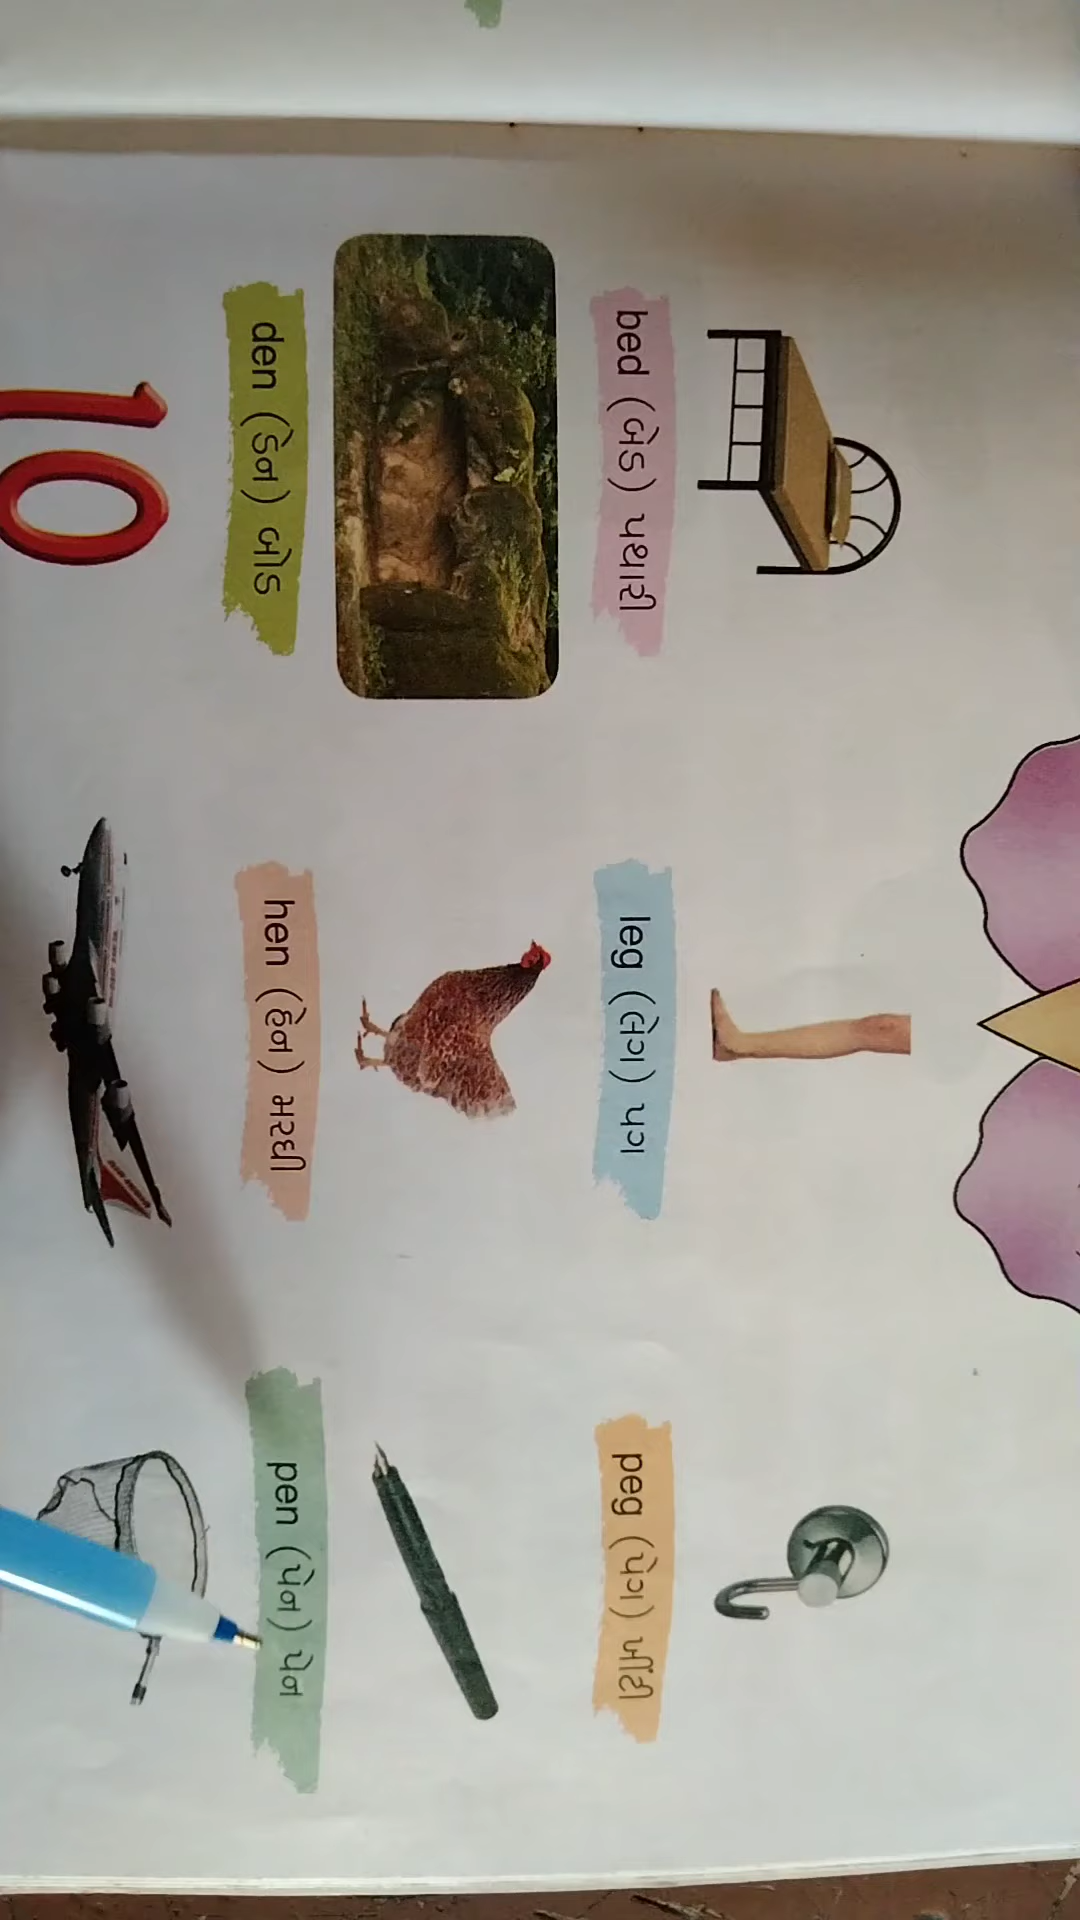 bed (બેડ) પથારી
leg (લેગ) પગ
peg (પેગ) ખીંટી
den (ડેન) બોડ
hen (હેન) મરઘી
pen (પેન) પેન
10